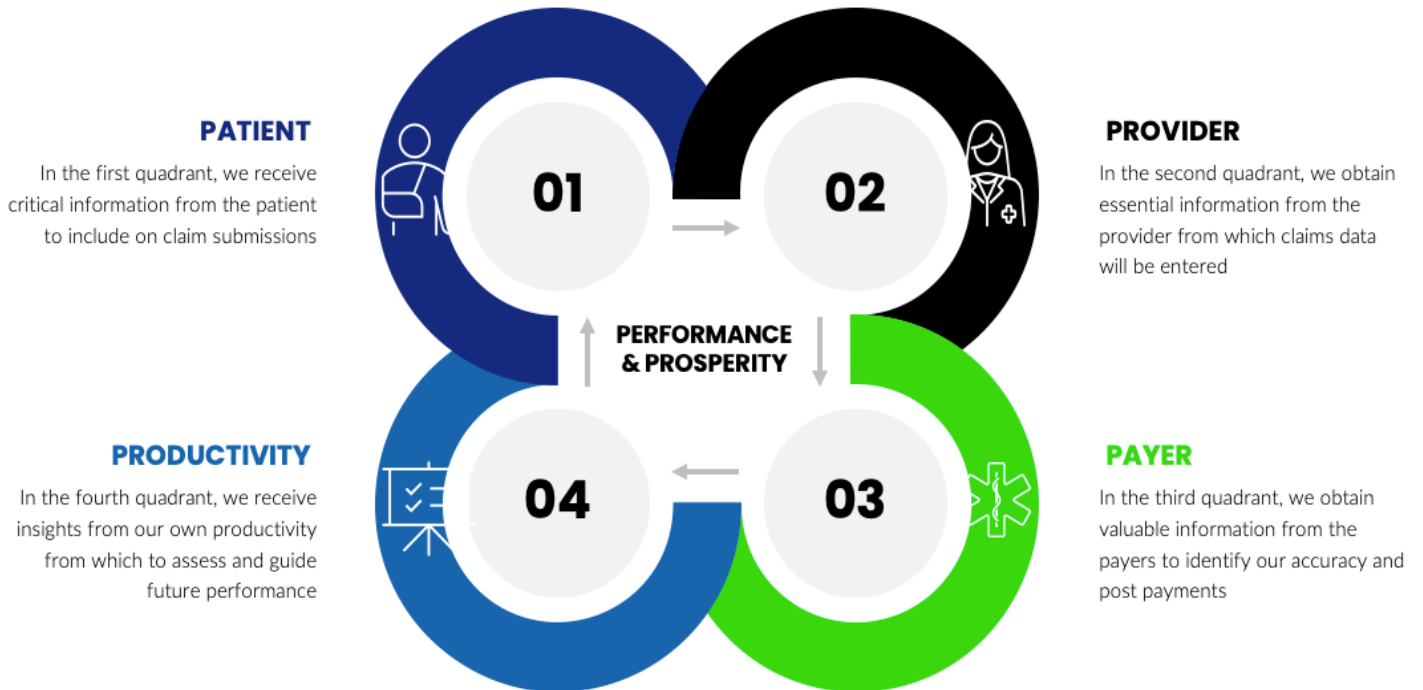 PATIENT
In the first quadrant, we receive
critical information from the patient
to include on claim submissions
01
02
PROVIDER
In the second quadrant, we obtain
essential information from the
provider from which claims data
will be entered
PERFORMANCE
& PROSPERITY
PRODUCTIVITY
In the fourth quadrant, we receive
insights from our own productivity
from which to assess and guide
future performance
04
03
PAYER
In the third quadrant, we obtain
valuable information from the
payers to identify our accuracy and
post payments